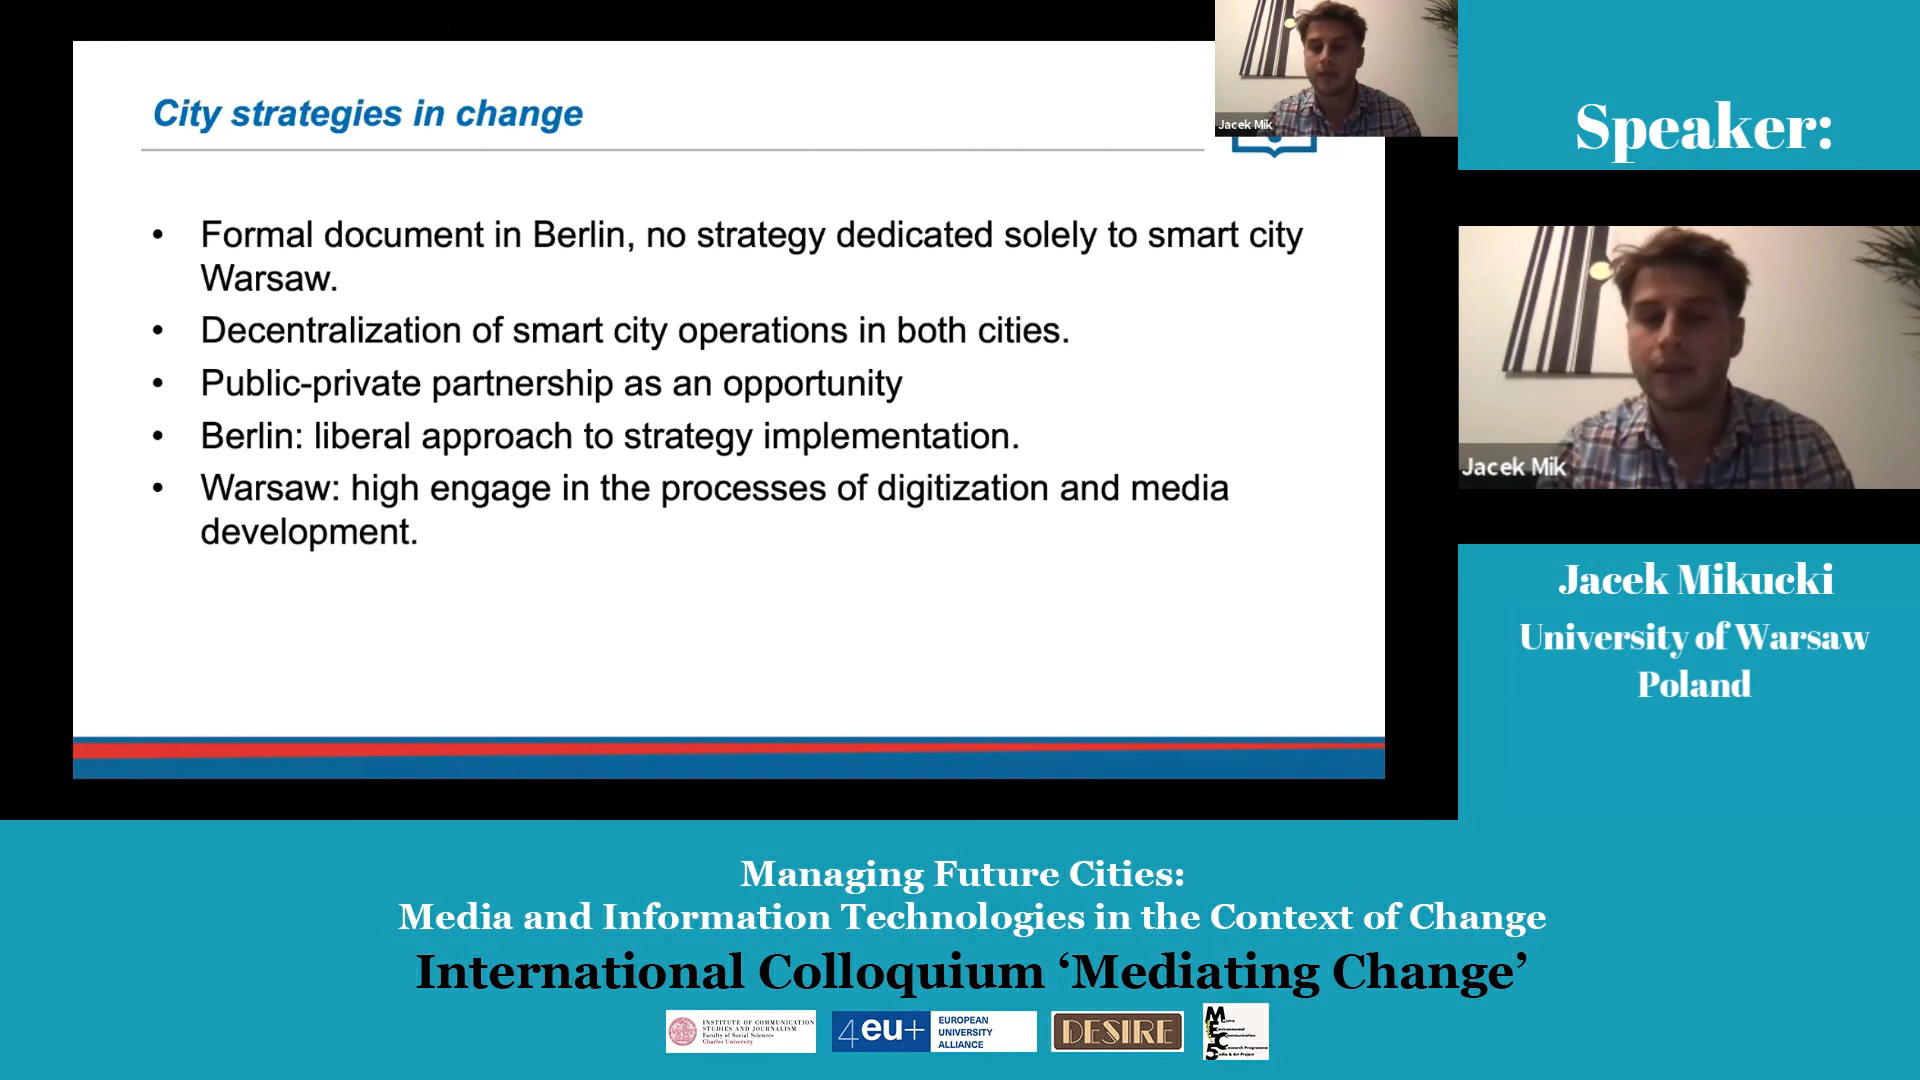 City strategies in change
• Formal document in Berlin, no strategy dedicated solely to smart city
Warsaw.
• Decentralization of smart city operations in both cities.
• Public-private partnership as an opportunity
• Berlin: liberal approach to strategy implementation.
• Warsaw: high engage in the processes of digitization and media
development.
Jacek Mik
Speaker:
Jacek Mik
Jacek Mikucki
University of Warsaw
Poland
Managing Future Cities:
Media and Information Technologies in the Context of Change
International Colloquium ‘Mediating Change’
INSTITUTE OF COMMUNICATION
STUDIES AND JOURNALISM
Faculty of Social Sciences
Charles University
4eu+
EUROPEAN
UNIVERSITY
ALLIANCE
DESIRE